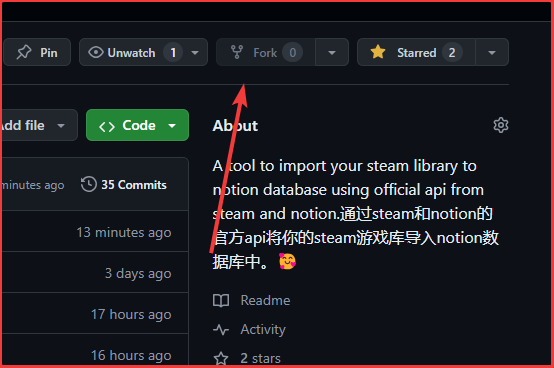 Pin Unwatch 1 Fork 0 Starred 2
Add file Code About
A tool to import your steam library to
minutes ago 35 Commits notion database using official api from
steam and notion.通过steam和notion的
13 minutes ago 官方api将你的steam游戏库导入notion数
据库中。🥰
3 days ago
Readme
17 hours ago
Activity
16 hours ago
2 stars